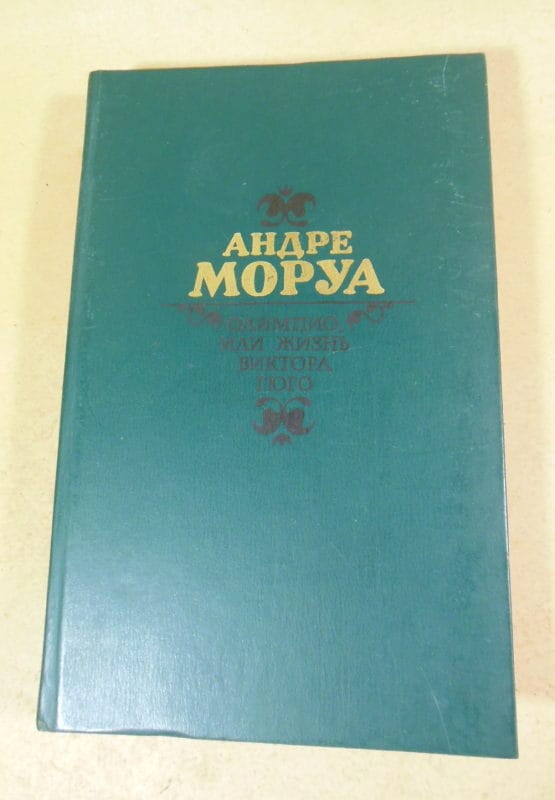 АНДРЕ
МОРУА
ОЛИМПИО,
ИЛИ ЖИЗНЬ
ВИКТОРА
ГЮГО